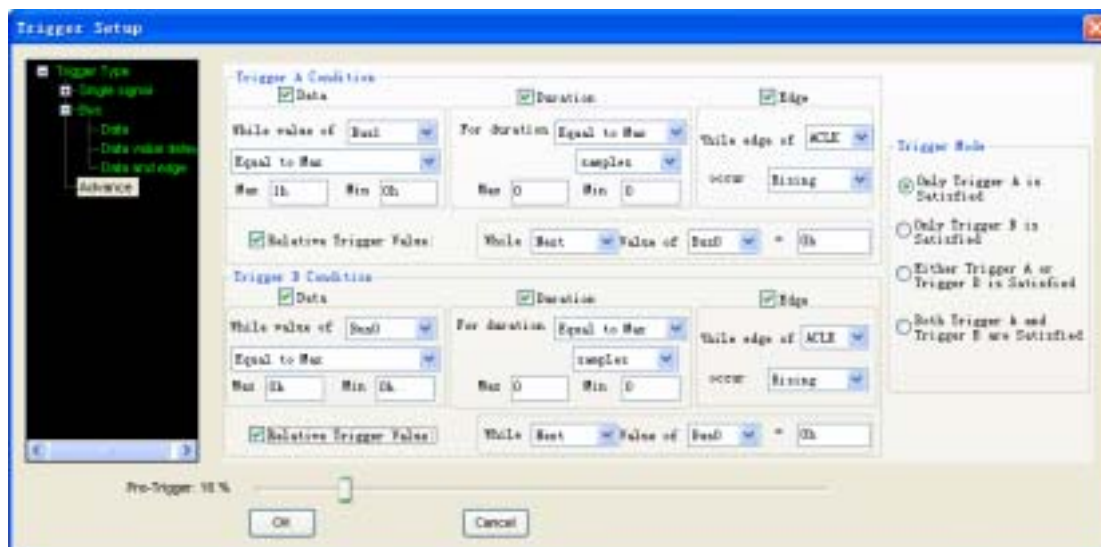 Trigger Setup
Trigger Type
Single signal
Bus
Data
Data value
Data and edge
Advance
Trigger A Condition
Data
Duration
Edge
While value of Bus1
For duration Equal to Max
While edge of ACLK
Equal to Max
samples
occur Rising
Max 1h Min 0h
Max 0 Min 0
Relative Trigger Value:
While Next Value of Bus0 = 0h
Trigger B Condition
Data
Duration
Edge
While value of Bus0
For duration Equal to Max
While edge of ACLK
Equal to Max
samples
occur Rising
Max 0h Min 0h
Max 0 Min 0
Relative Trigger Value:
While Next Value of Bus0 = 0h
Trigger Mode
Only Trigger A is
Satisfied
Only Trigger B is
Satisfied
Either Trigger A or
Trigger B is Satisfied
Both Trigger A and
Trigger B are Satisfied
Pre-Trigger: 16 %
OK
Cancel